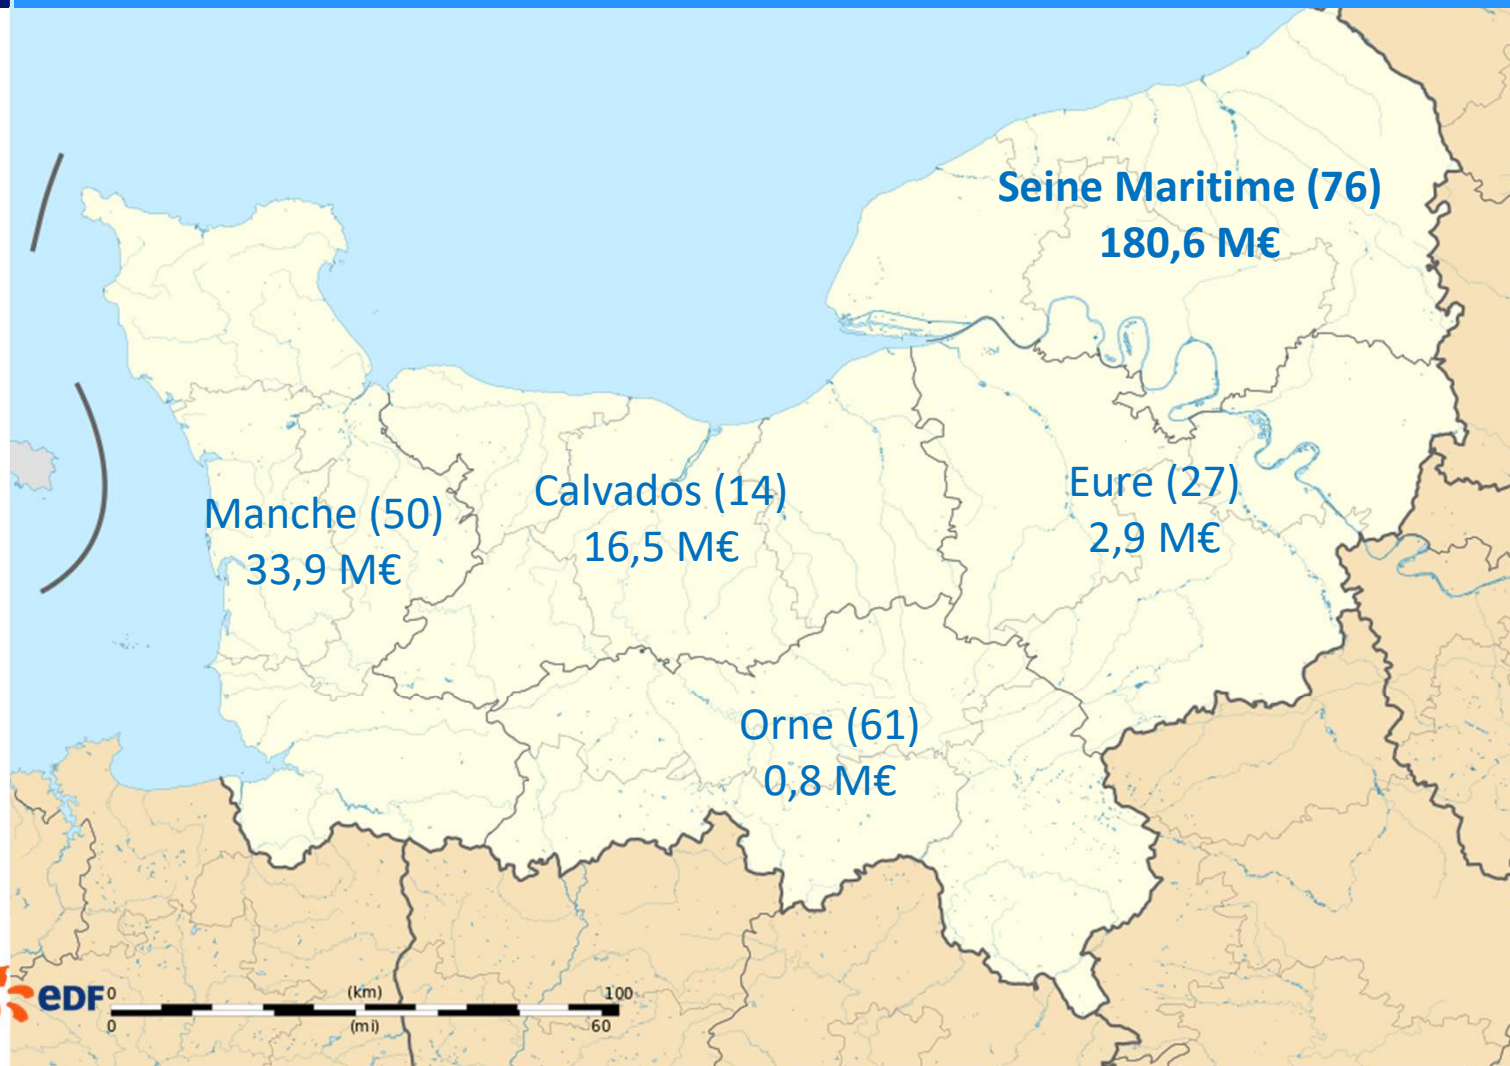 Seine Maritime (76)
180,6 M€
Manche (50)
33,9 M€
Calvados (14)
16,5 M€
Eure (27)
2,9 M€
Orne (61)
0,8 M€
eDF
0 (km) 100
0 (mi) 60